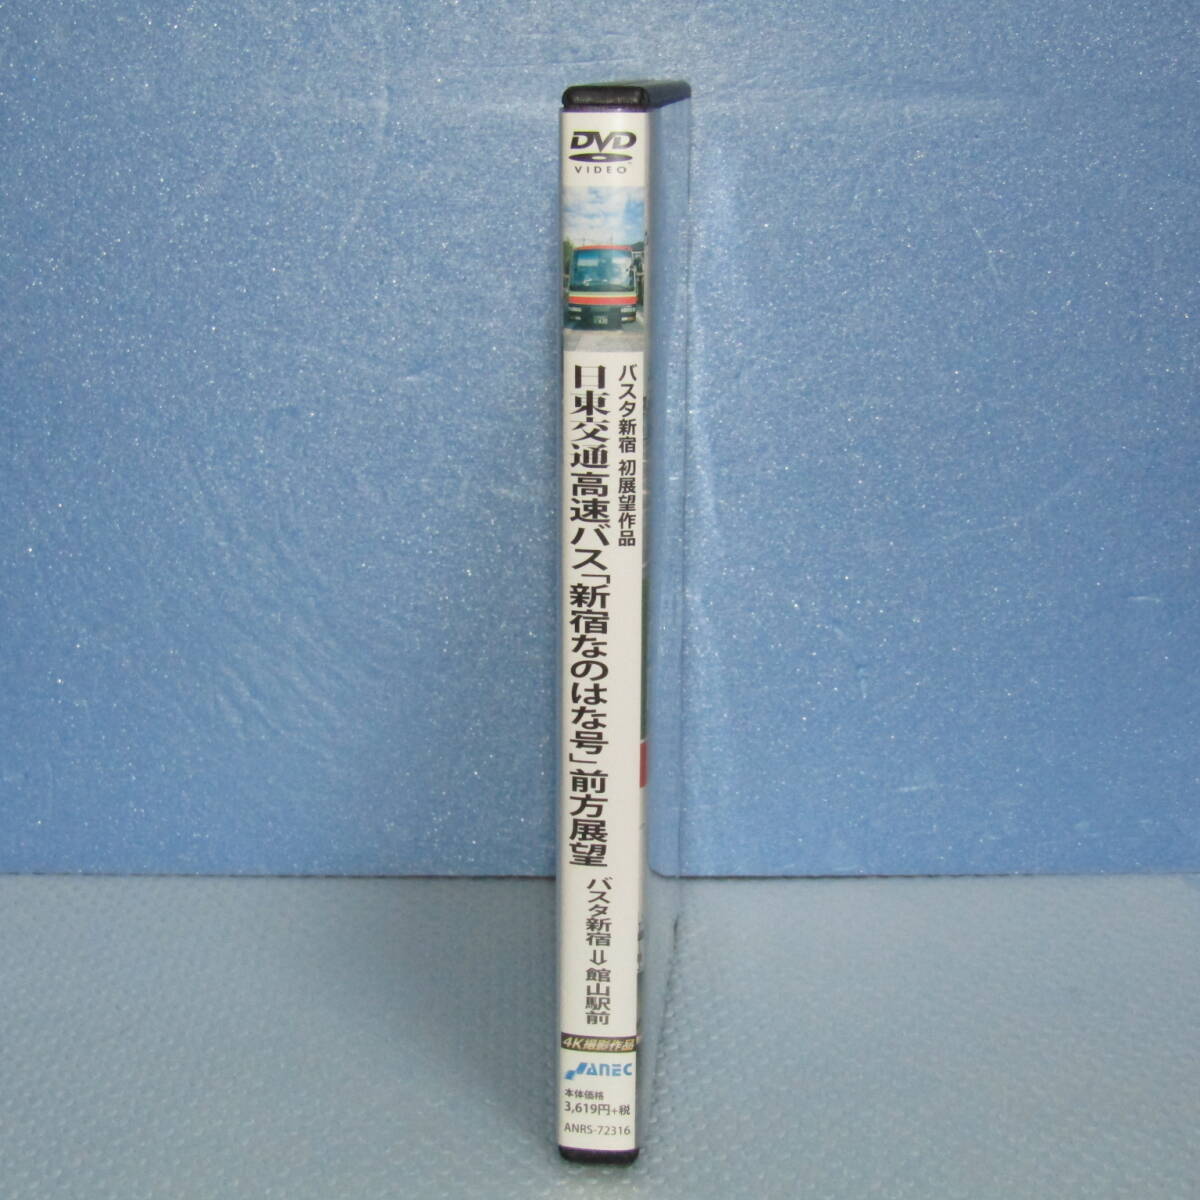 DVD
VIDEO
バスタ新宿 初展望作品
日東交通高速バス「新宿なのはな号」前方展望
バスタ新宿⇒館山駅前
4K撮影作品
ANEC
本体価格
3,619円+税
ANRS-72316